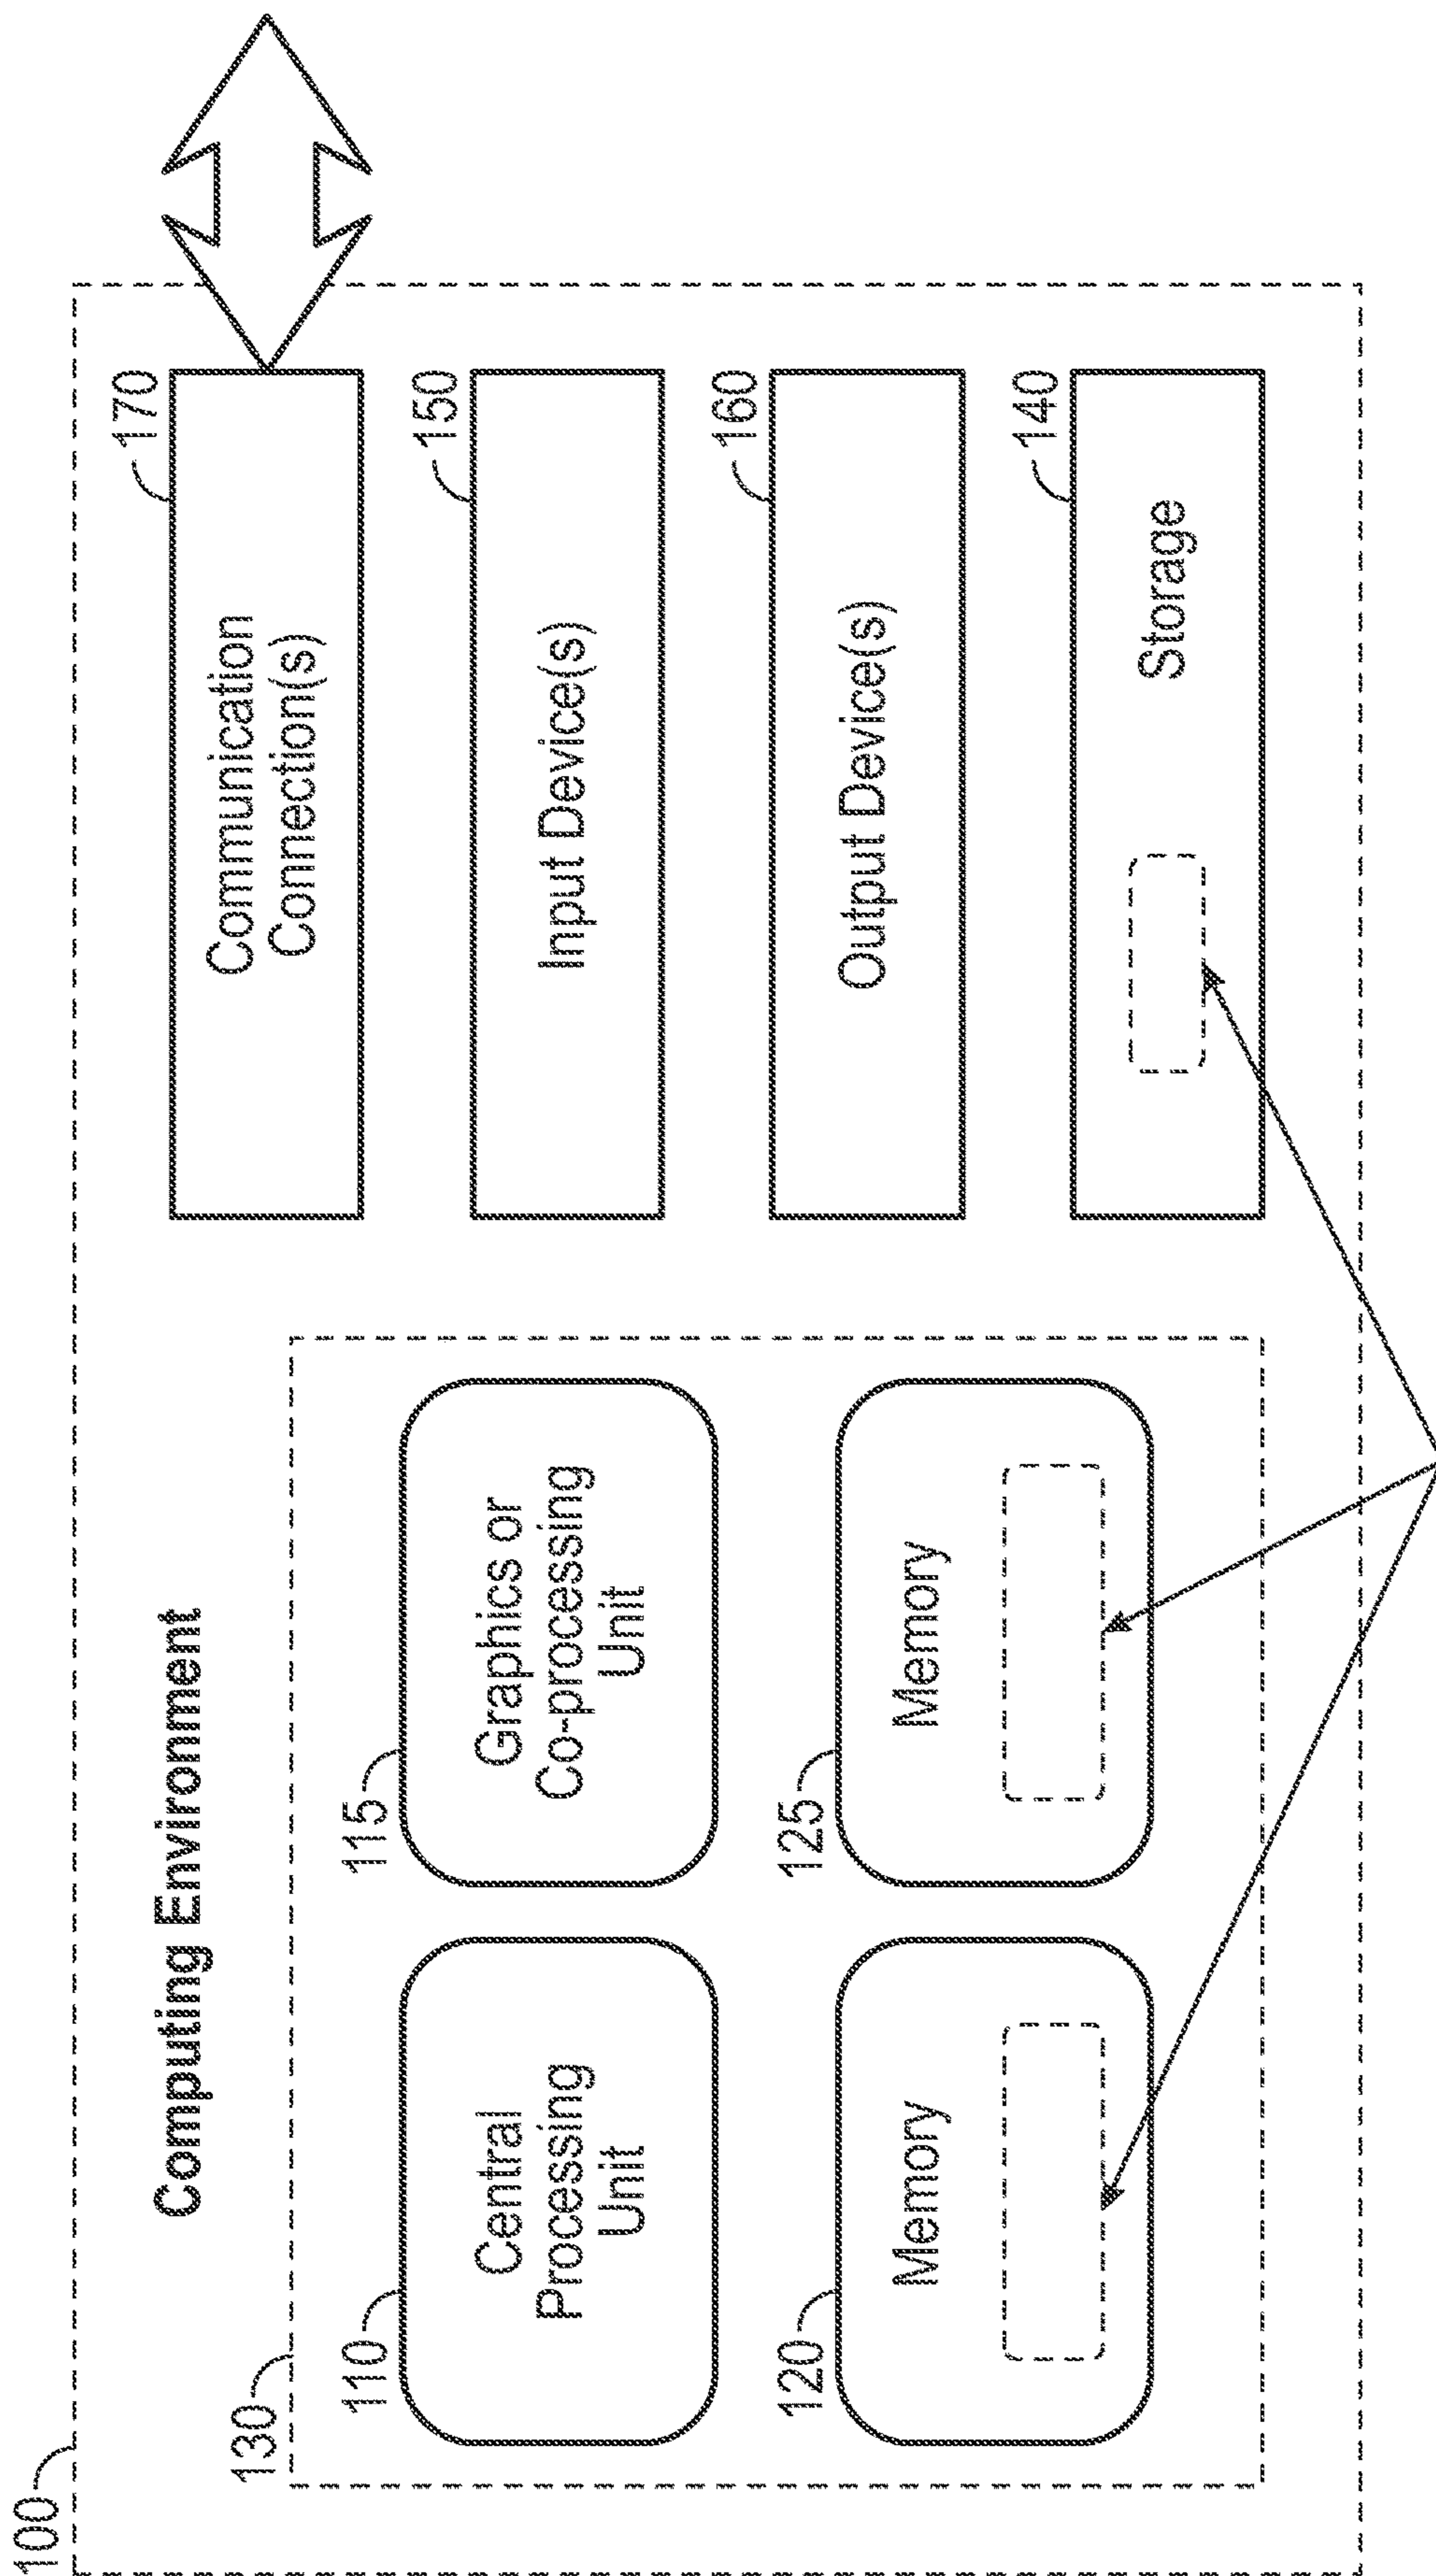 100
Computing Environment
130
110
Central
Processing
Unit
115
Graphics or
Co-processing
Unit
120
Memory
125
Memory
170
Communication
Connection(s)
150
Input Device(s)
160
Output Device(s)
140
Storage